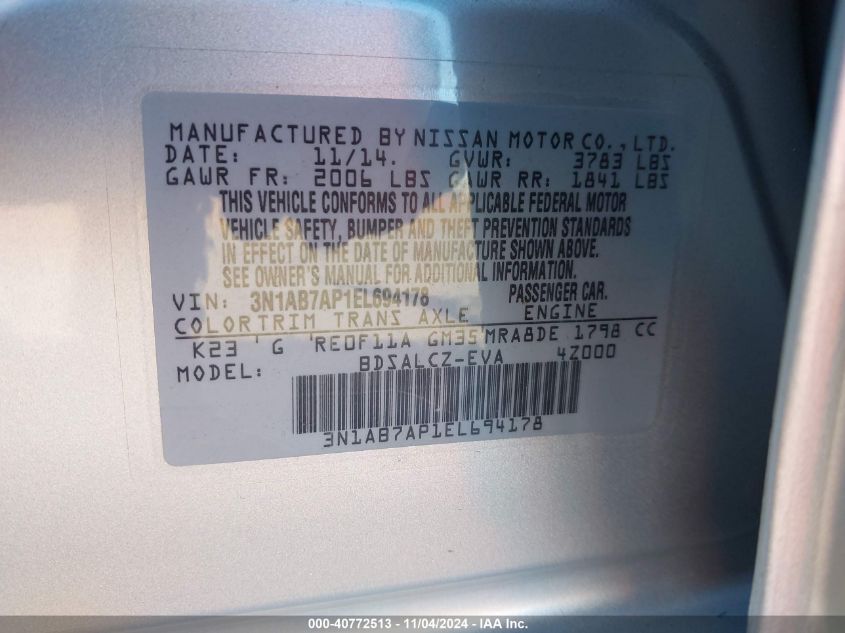 MANUFACTURED BY NISSAN MOTOR CO., LTD.
DATE: 11/14. GVWR: 3783 LBS
GAWR FR: 2006 LBS GAWR RR: 1841 LBS
THIS VEHICLE CONFORMS TO ALL APPLICABLE FEDERAL MOTOR
VEHICLE SAFETY, BUMPER AND THEFT PREVENTION STANDARDS
IN EFFECT ON THE DATE OF MANUFACTURE SHOWN ABOVE.
SEE OWNER'S MANUAL FOR ADDITIONAL INFORMATION.
VIN: 3N1AB7AP1EL694178 PASSENGER CAR.
COLORTRIM TRANS AXLE ENGINE
K23 ' G 'RE0F11A GM35'MRA8DE 1798 CC
MODEL: BDSALCZ-EVA 4Z000
3N1AB7AP1EL694178
000-40772513 - 11/04/2024 - IAAI Inc.